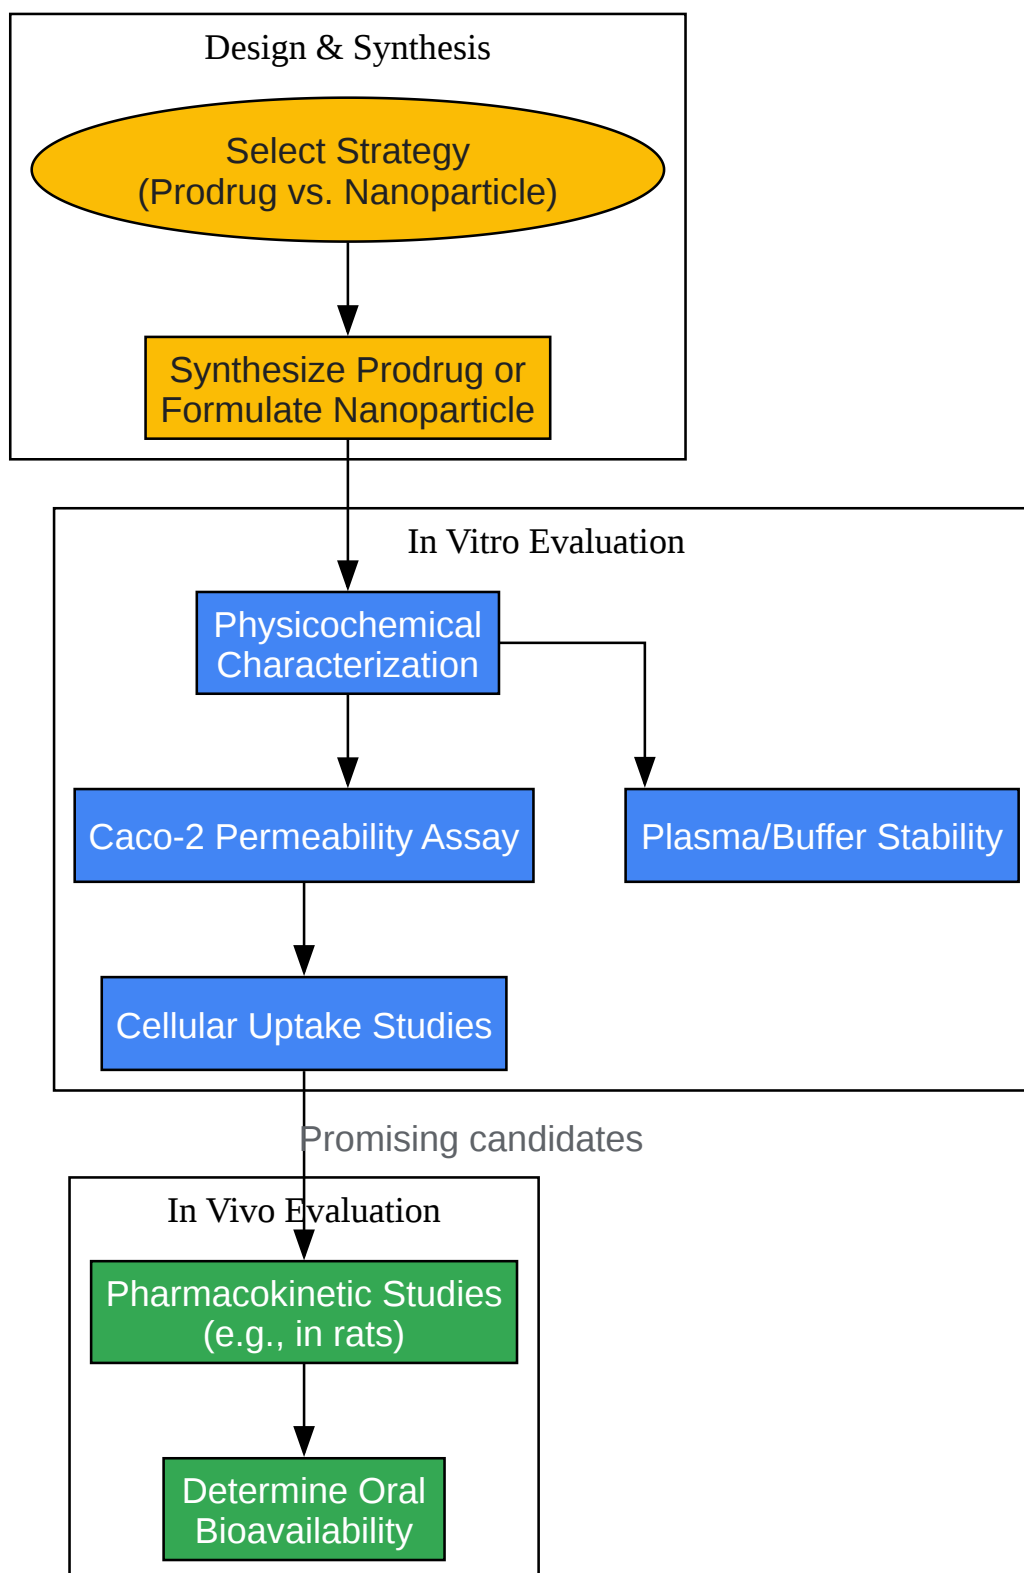 Design & Synthesis
Select Strategy
(Prodrug vs. Nanoparticle)
Synthesize Prodrug or
Formulate Nanoparticle
In Vitro Evaluation
Physicochemical
Characterization
Caco-2 Permeability Assay
Plasma/Buffer Stability
Cellular Uptake Studies
Promising candidates
In Vivo Evaluation
Pharmacokinetic Studies
(e.g., in rats)
Determine Oral
Bioavailability